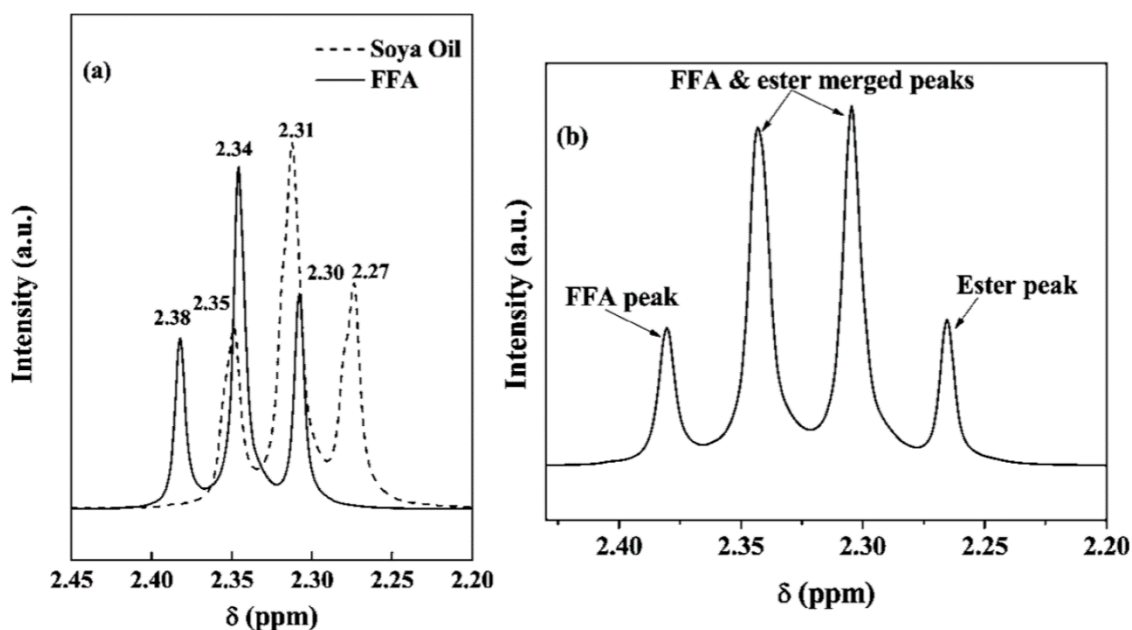 (a)
Soya Oil
FFA
2.31
2.34
2.30
2.27
2.35
2.38
Intensity (a.u.)
2.45
2.40
2.35
2.30
2.25
2.20
δ (ppm)
FFA & ester merged peaks
(b)
FFA peak
Ester peak
Intensity (a.u.)
2.40
2.35
2.30
2.25
2.20
δ (ppm)